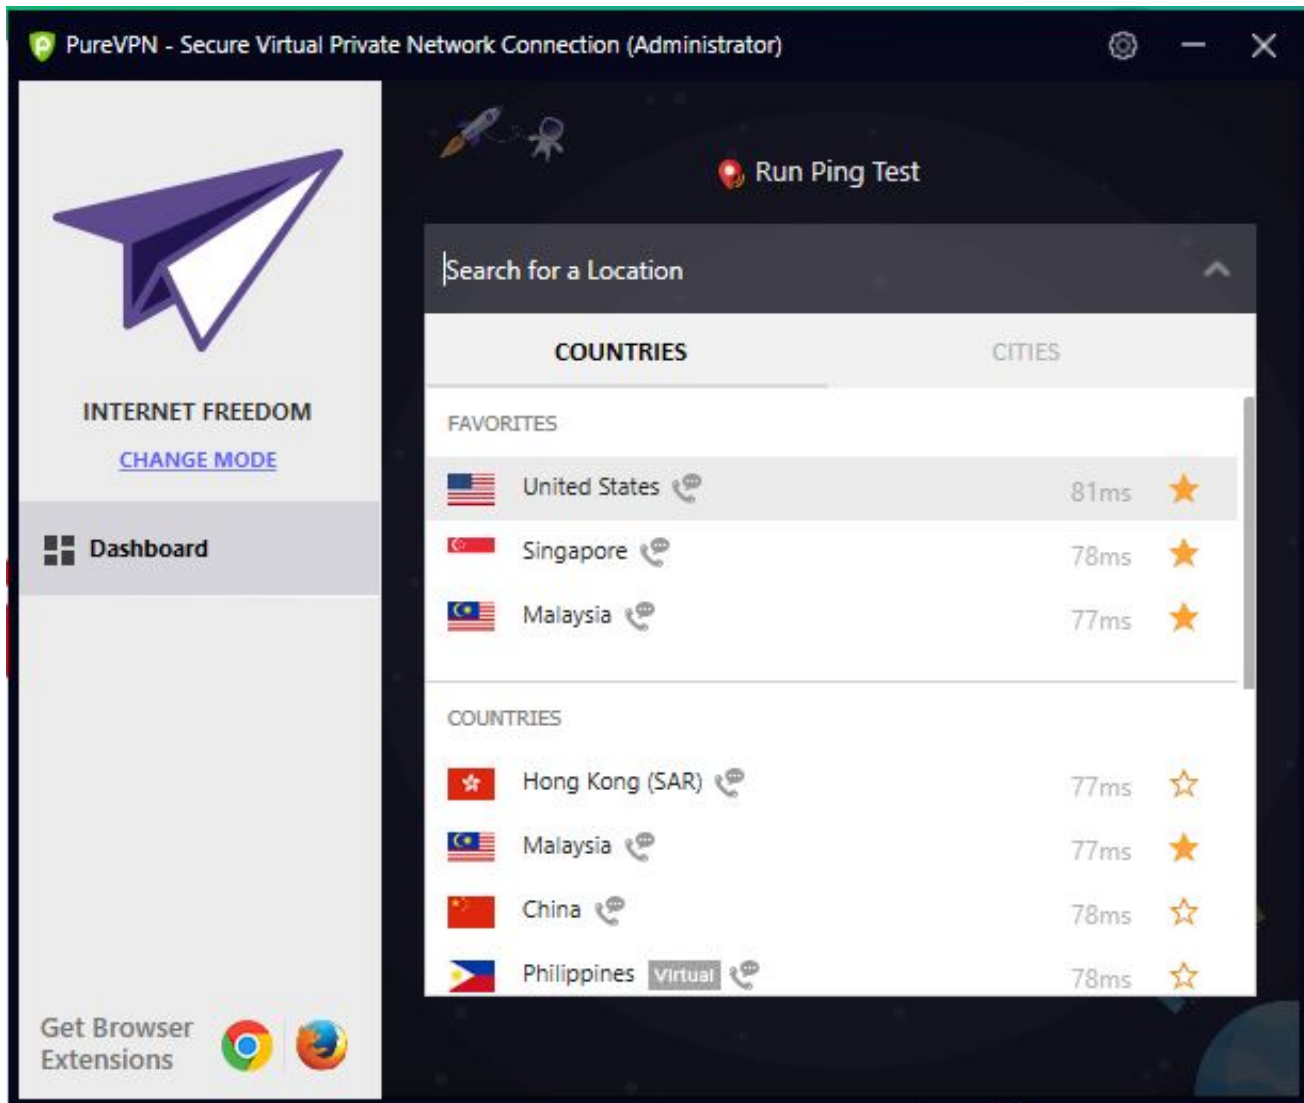 PureVPN - Secure Virtual Private Network Connection (Administrator)
Run Ping Test
Search for a Location
COUNTRIES
CITIES
INTERNET FREEDOM
CHANGE MODE
Dashboard
FAVORITES
United States 81ms
Singapore 78ms
Malaysia 77ms
COUNTRIES
Hong Kong (SAR) 77ms
Malaysia 77ms
China 78ms
Philippines Virtual 78ms
Get Browser
Extensions